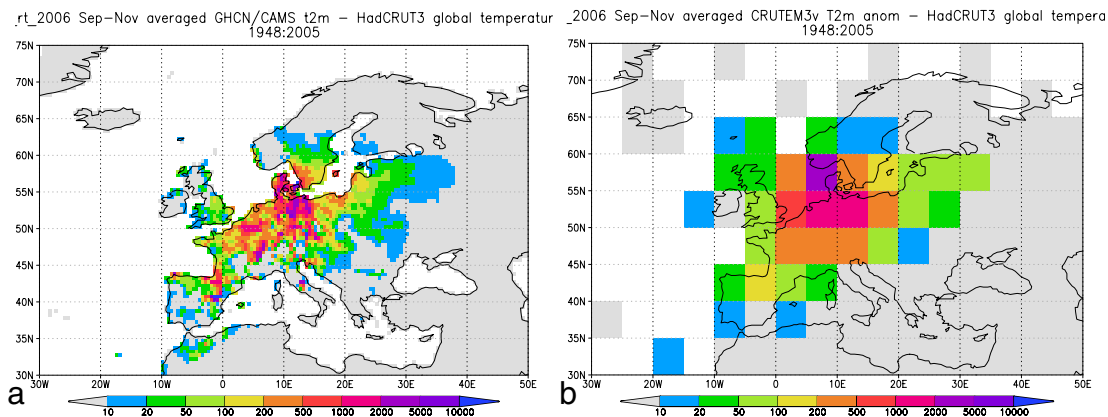 rt_2006 Sep-Nov averaged GHCN/CAMS t2m - HadCRUT3 global temperatur
1948:2005
75N
70N
65N
60N
55N
50N
45N
40N
35N
30N
30W 20W 10W 0 10E 20E 30E 40E 50E
10 20 50 100 200 500 1000 2000 5000 10000
a
_2006 Sep-Nov averaged CRUTEM3v T2m anom - HadCRUT3 global tempera
1948:2005
75N
70N
65N
60N
55N
50N
45N
40N
35N
30N
30W 20W 10W 0 10E 20E 30E 40E 50E
10 20 50 100 200 500 1000 2000 5000 10000
b